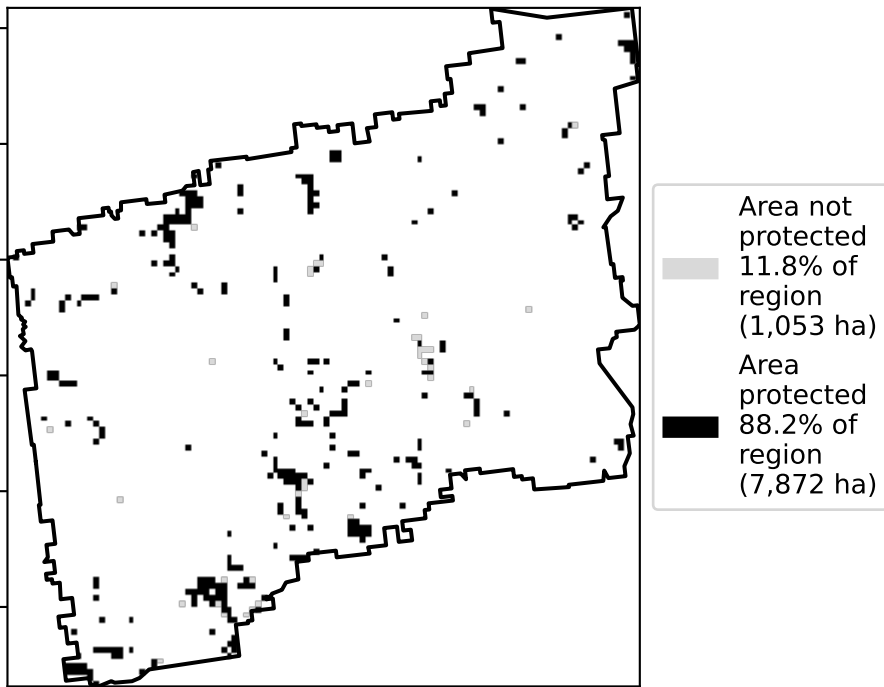 Area not
protected
11.8% of
region
(1,053 ha)
Area
protected
88.2% of
region
(7,872 ha)